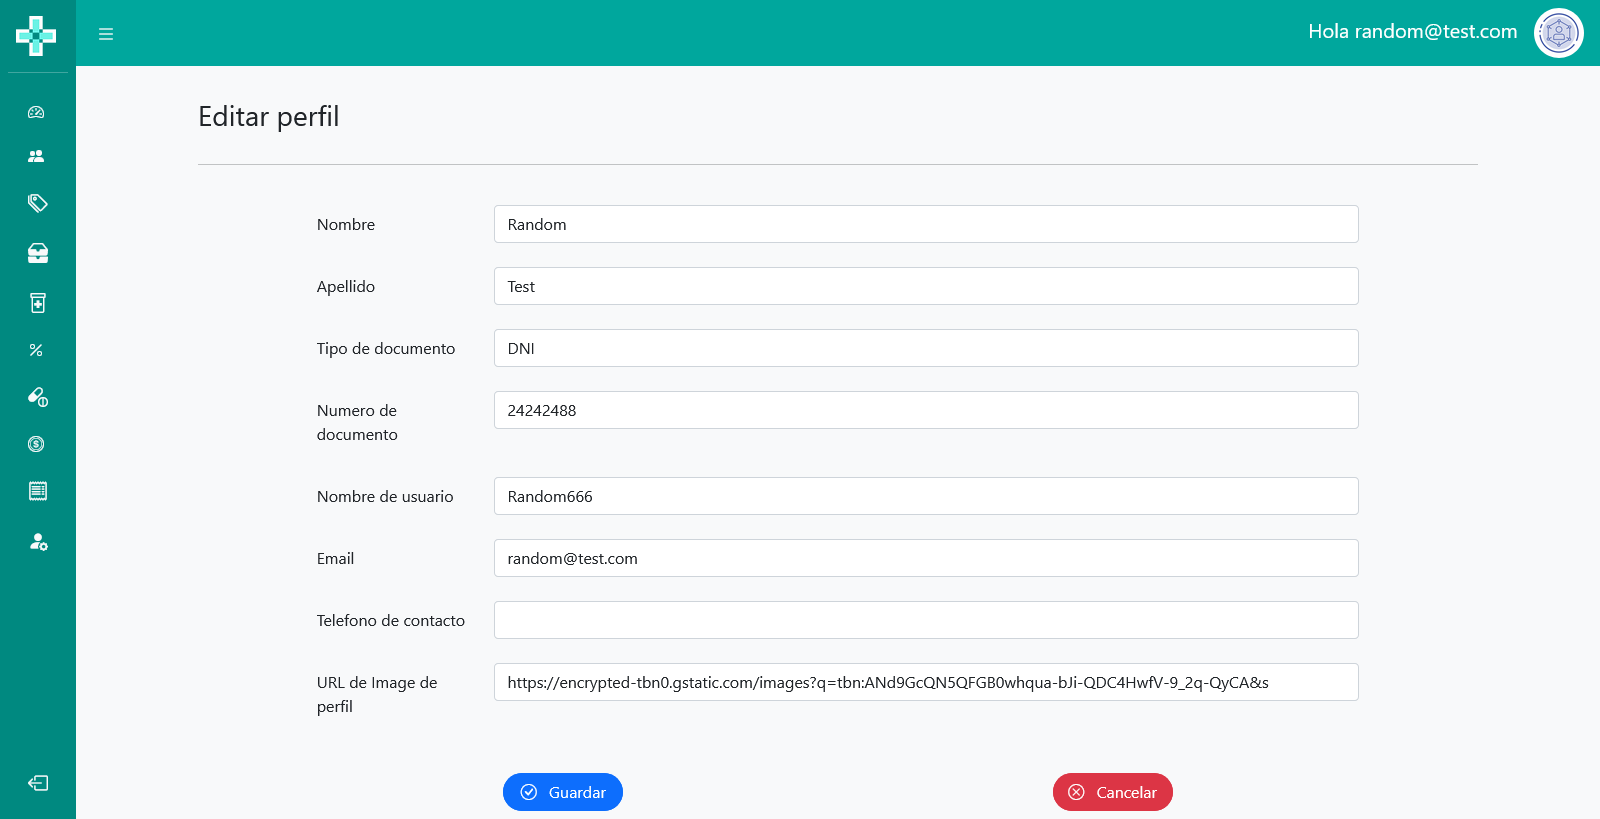 Hola random@test.com
Editar perfil
Nombre
Random
Apellido
Test
Tipo de documento
DNI
Numero de
documento
24242488
Nombre de usuario
Random666
Email
random@test.com
Telefono de contacto
URL de Image de
perfil
https://encrypted-tbn0.gstatic.com/images?q=tbn:ANd9GcQN5QFGB0whqua-bJi-QDC4HwfV-9_2q-QyCA&s
Guardar
Cancelar